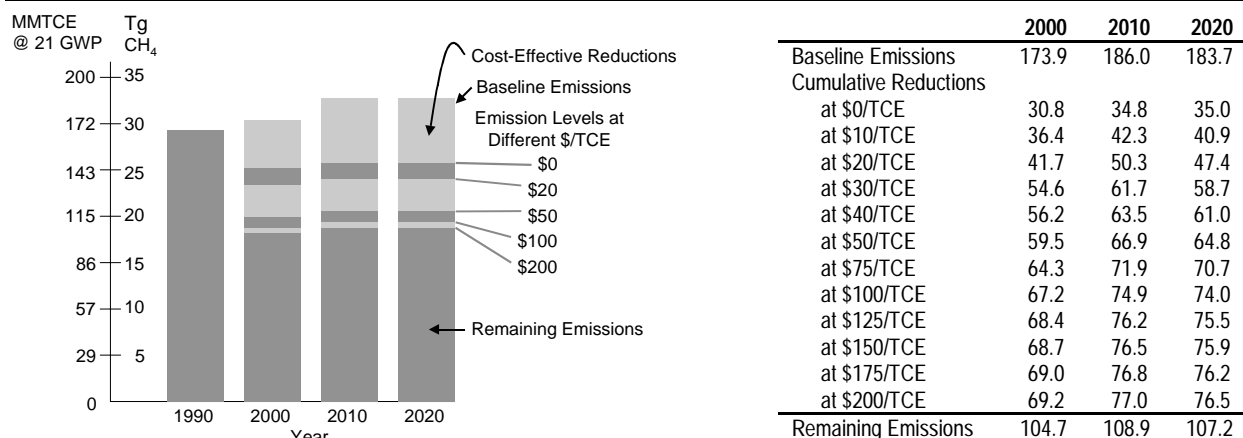 MMTCE
@ 21 GWP
Tg
CH4
200
35
172
30
143
25
115
20
86
15
57
10
29
5
0
1990
2000
2010
2020
Year
Cost-Effective Reductions
Baseline Emissions
Emission Levels at
Different $/TCE
$0
$20
$50
$100
$200
Remaining Emissions
2000 2010 2020
Baseline Emissions 173.9 186.0 183.7
Cumulative Reductions
at $0/TCE 30.8 34.8 35.0
at $10/TCE 36.4 42.3 40.9
at $20/TCE 41.7 50.3 47.4
at $30/TCE 54.6 61.7 58.7
at $40/TCE 56.2 63.5 61.0
at $50/TCE 59.5 66.9 64.8
at $75/TCE 64.3 71.9 70.7
at $100/TCE 67.2 74.9 74.0
at $125/TCE 68.4 76.2 75.5
at $150/TCE 68.7 76.5 75.9
at $175/TCE 69.0 76.8 76.2
at $200/TCE 69.2 77.0 76.5
Remaining Emissions 104.7 108.9 107.2